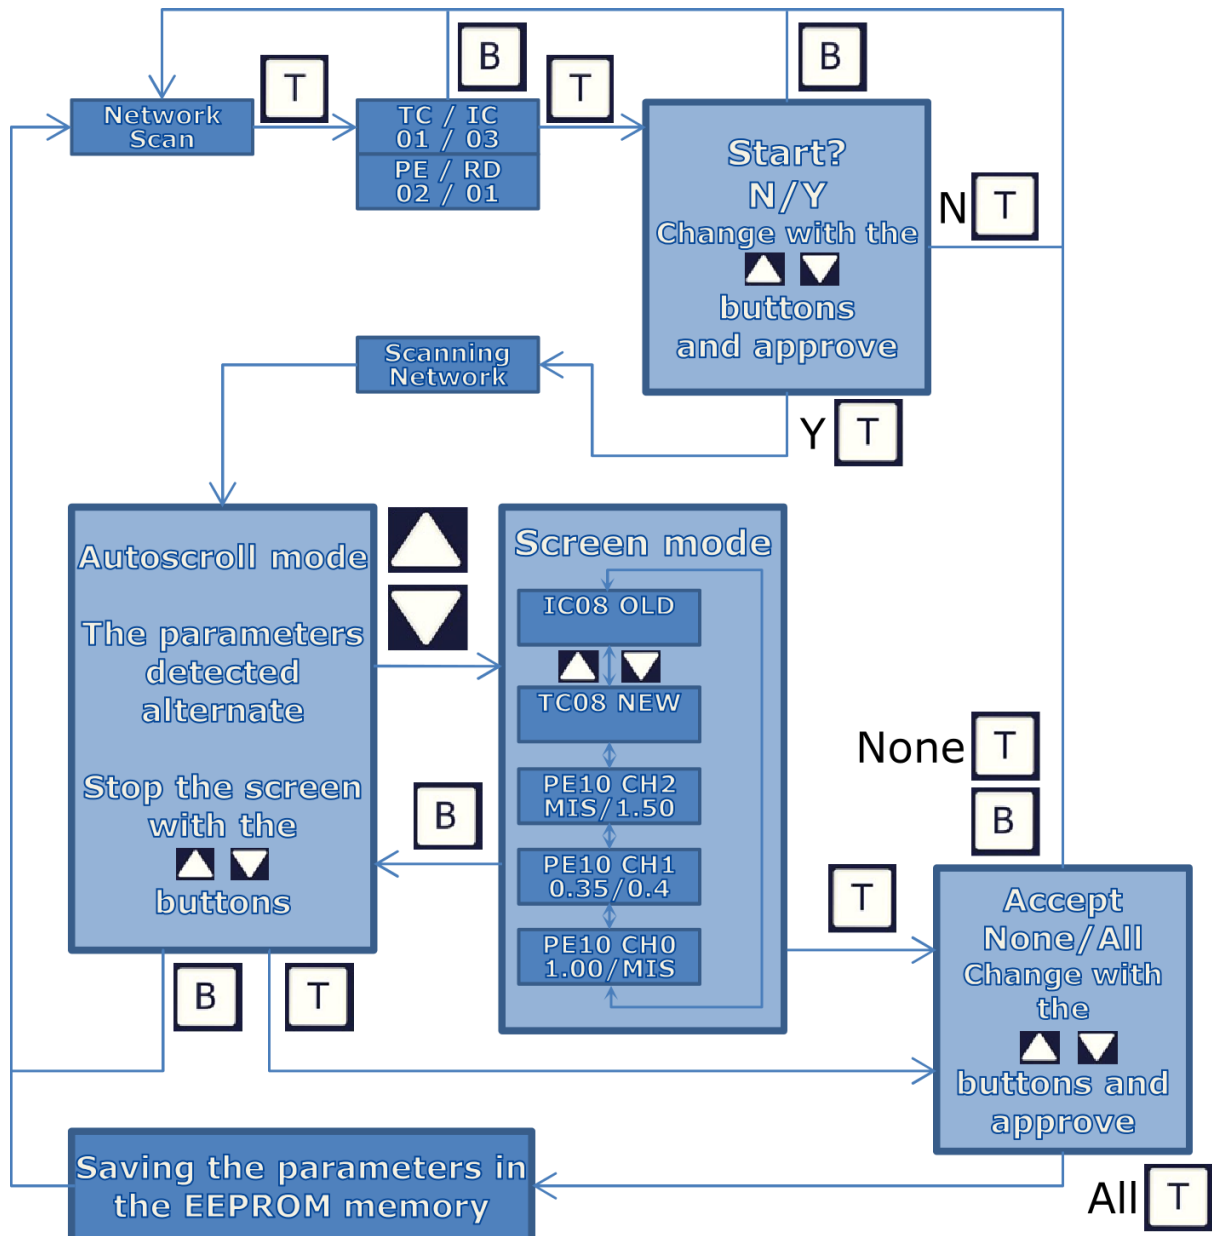 B
B
T
T
Network
Scan
TC / IC
01 / 03
PE / RD
02 / 01
Start?
N/Y
Change with the
buttons
and approve
N T
Scanning
Network
Y T
Autoscroll mode
The parameters
detected
alternate
Stop the screen
with the
buttons
Screen mode
IC08 OLD
TC08 NEW
PE10 CH2
MIS/1.50
PE10 CH1
0.35/0.4
PE10 CH0
1.00/MIS
B
None T
B
T
Accept
None/All
Change with
the
buttons and
approve
B
T
Saving the parameters in
the EEPROM memory
All T